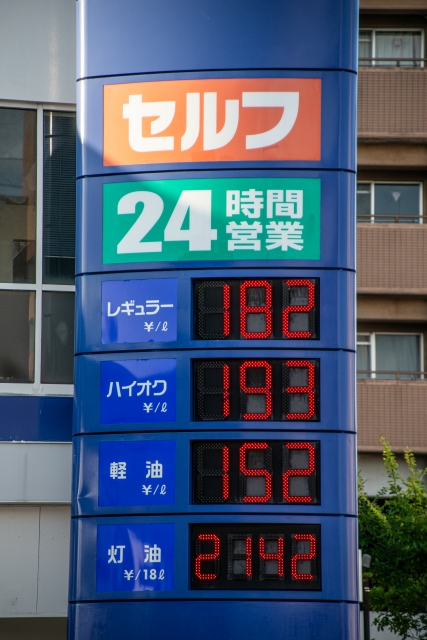 セルフ
24時間
営業
レギュラー
¥/ℓ
182
ハイオク
¥/ℓ
193
軽油
¥/ℓ
152
灯油
¥/18ℓ
2142